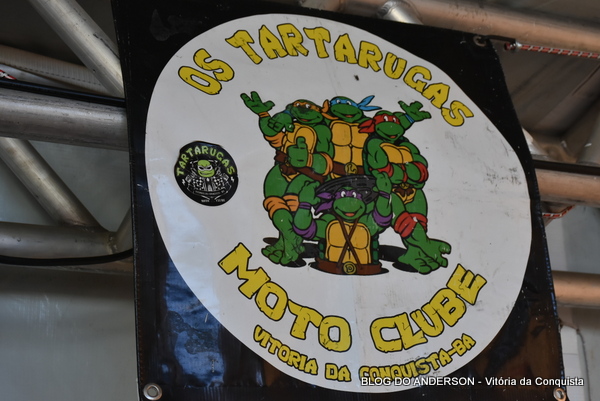 OS TARTARUGAS
TARTARUGAS
MOTO CLUBE
VITORIA DA CONQUISTA-BA
BLOG DO ANDERSON - Vitória da Conquista